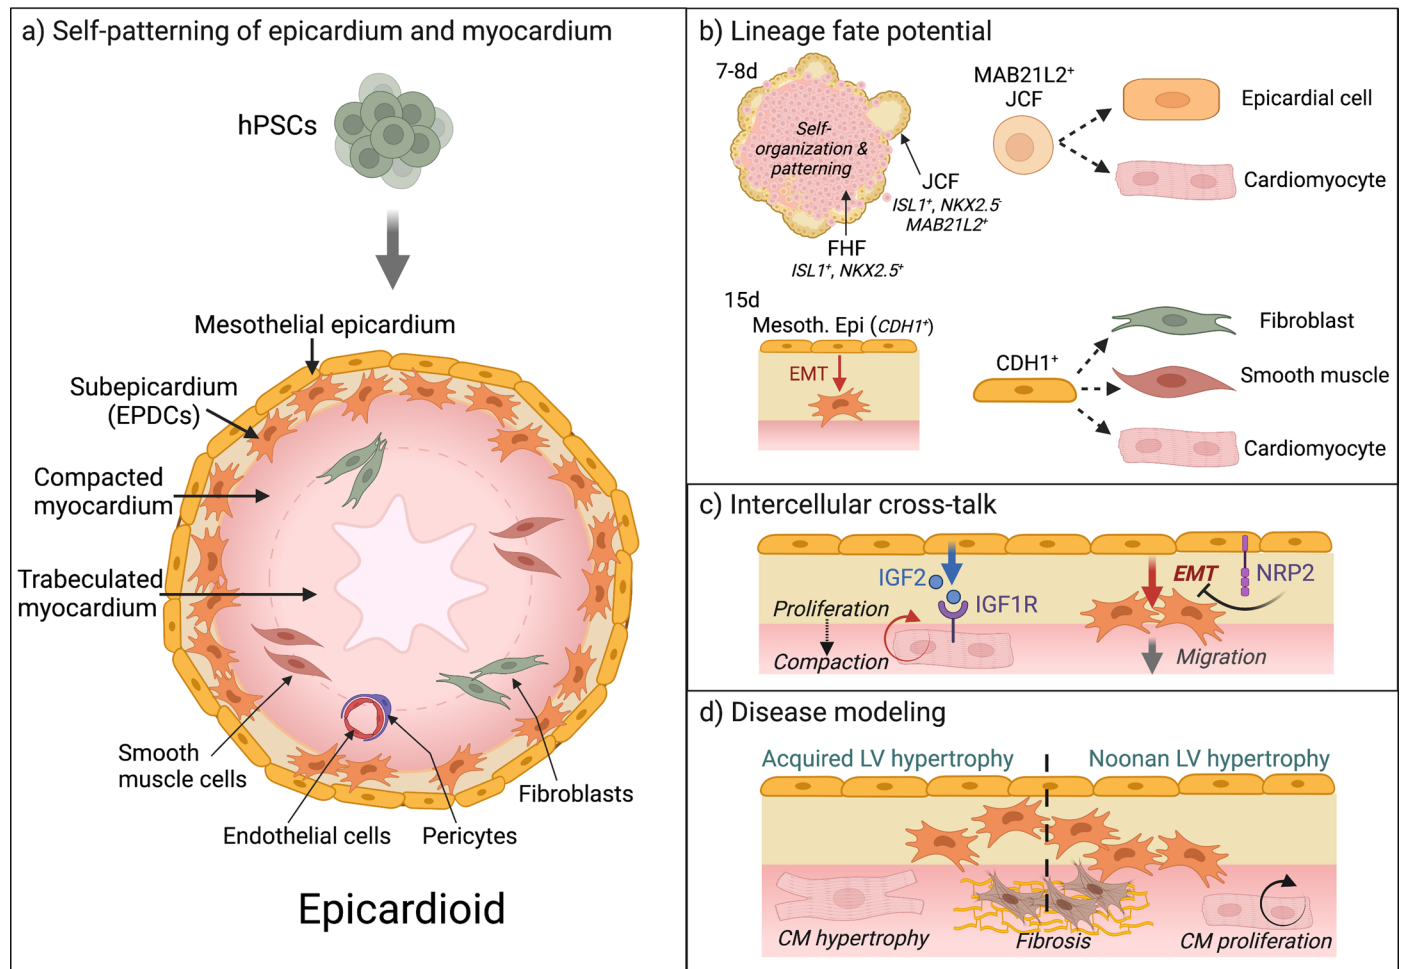 a) Self-patterning of epicardium and myocardium
hPSCs
Mesothelial epicardium
Subepicardium
(EPDCs)
Compacted
myocardium
Trabeculated
myocardium
Smooth
muscle cells
Endothelial cells
Pericytes
Fibroblasts
Epicardioid
b) Lineage fate potential
7-8d
Self-
organization &
patterning
JCF
ISL1⁺, NKX2.5⁻
MAB21L2⁺
FHF
ISL1⁺, NKX2.5⁺
MAB21L2⁺
JCF
Epicardial cell
Cardiomyocyte
15d
Mesoth. Epi (CDH1⁺)
EMT
CDH1⁺
Fibroblast
Smooth muscle
Cardiomyocyte
c) Intercellular cross-talk
IGF2
IGF1R
Proliferation
Compaction
EMT
NRP2
Migration
d) Disease modeling
Acquired LV hypertrophy
Noonan LV hypertrophy
CM hypertrophy
Fibrosis
CM proliferation